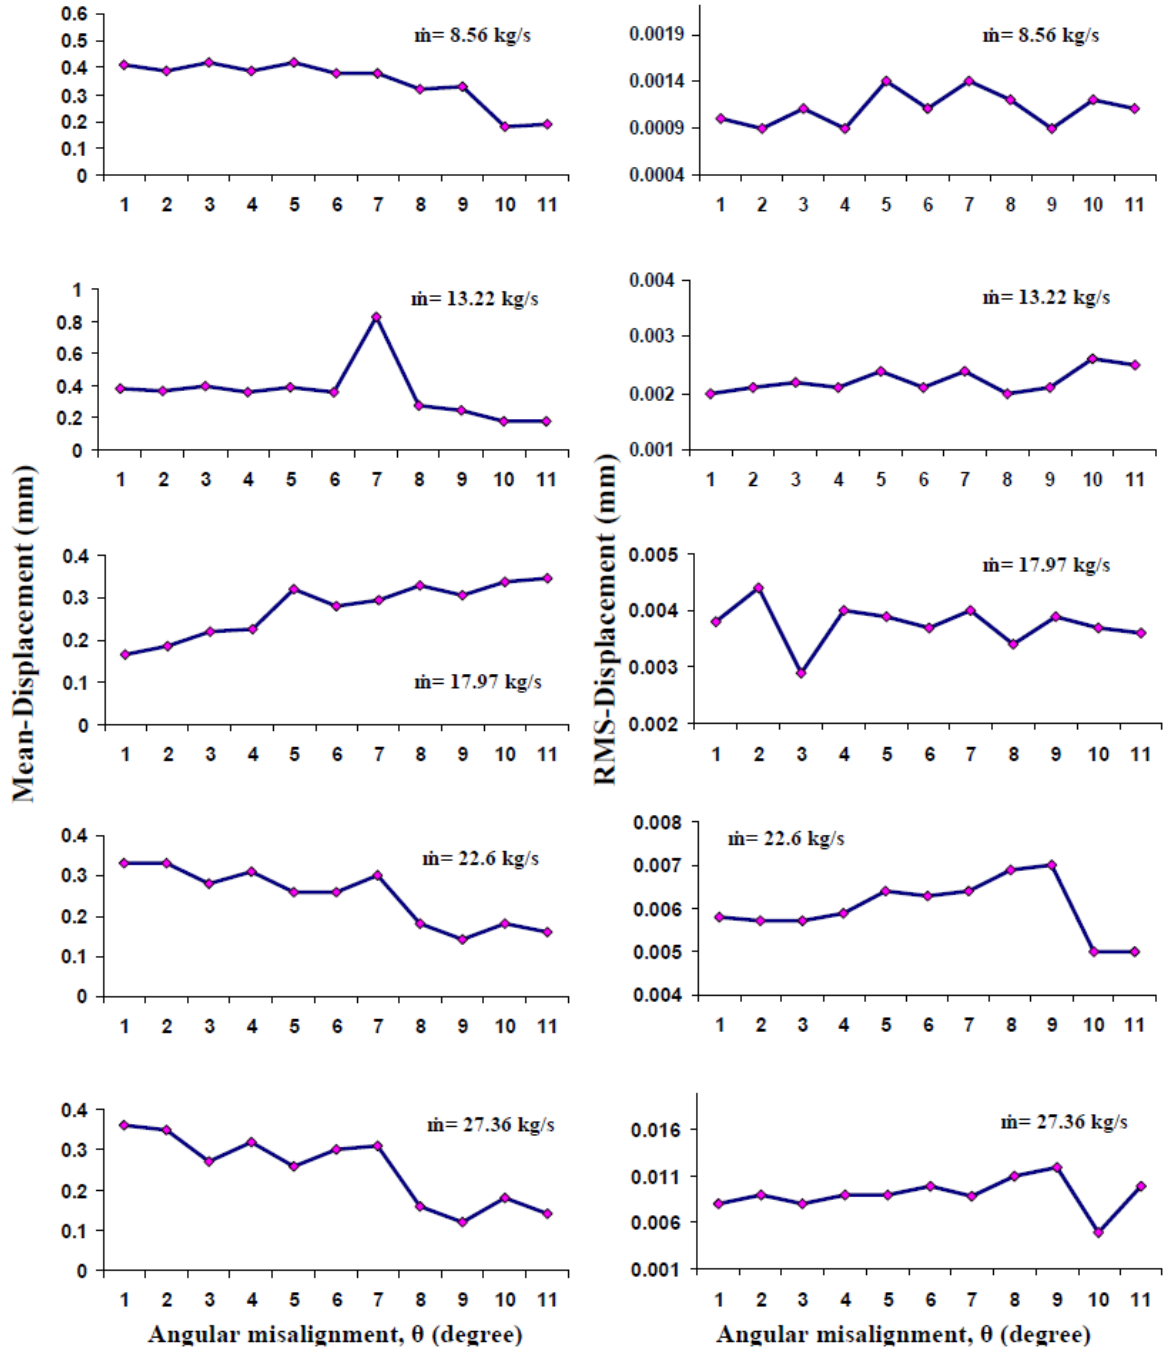 0.6
0.5
0.4
0.3
0.2
0.1
0
ṁ= 8.56 kg/s
1 2 3 4 5 6 7 8 9 10 11
0.0019
0.0014
0.0009
0.0004
ṁ= 8.56 kg/s
1 2 3 4 5 6 7 8 9 10 11
1
0.8
0.6
0.4
0.2
0
ṁ= 13.22 kg/s
1 2 3 4 5 6 7 8 9 10 11
0.004
0.003
0.002
0.001
ṁ= 13.22 kg/s
1 2 3 4 5 6 7 8 9 10 11
Mean-Displacement (mm)
RMS-Displacement (mm)
0.4
0.3
0.2
0.1
0
ṁ= 17.97 kg/s
1 2 3 4 5 6 7 8 9 10 11
0.005
0.004
0.003
0.002
ṁ= 17.97 kg/s
1 2 3 4 5 6 7 8 9 10 11
0.4
0.3
0.2
0.1
0
ṁ= 22.6 kg/s
1 2 3 4 5 6 7 8 9 10 11
0.008
0.007
0.006
0.005
0.004
ṁ= 22.6 kg/s
1 2 3 4 5 6 7 8 9 10 11
0.4
0.3
0.2
0.1
0
ṁ= 27.36 kg/s
1 2 3 4 5 6 7 8 9 10 11
Angular misalignment, θ (degree)
0.016
0.011
0.006
0.001
ṁ= 27.36 kg/s
1 2 3 4 5 6 7 8 9 10 11
Angular misalignment, θ (degree)